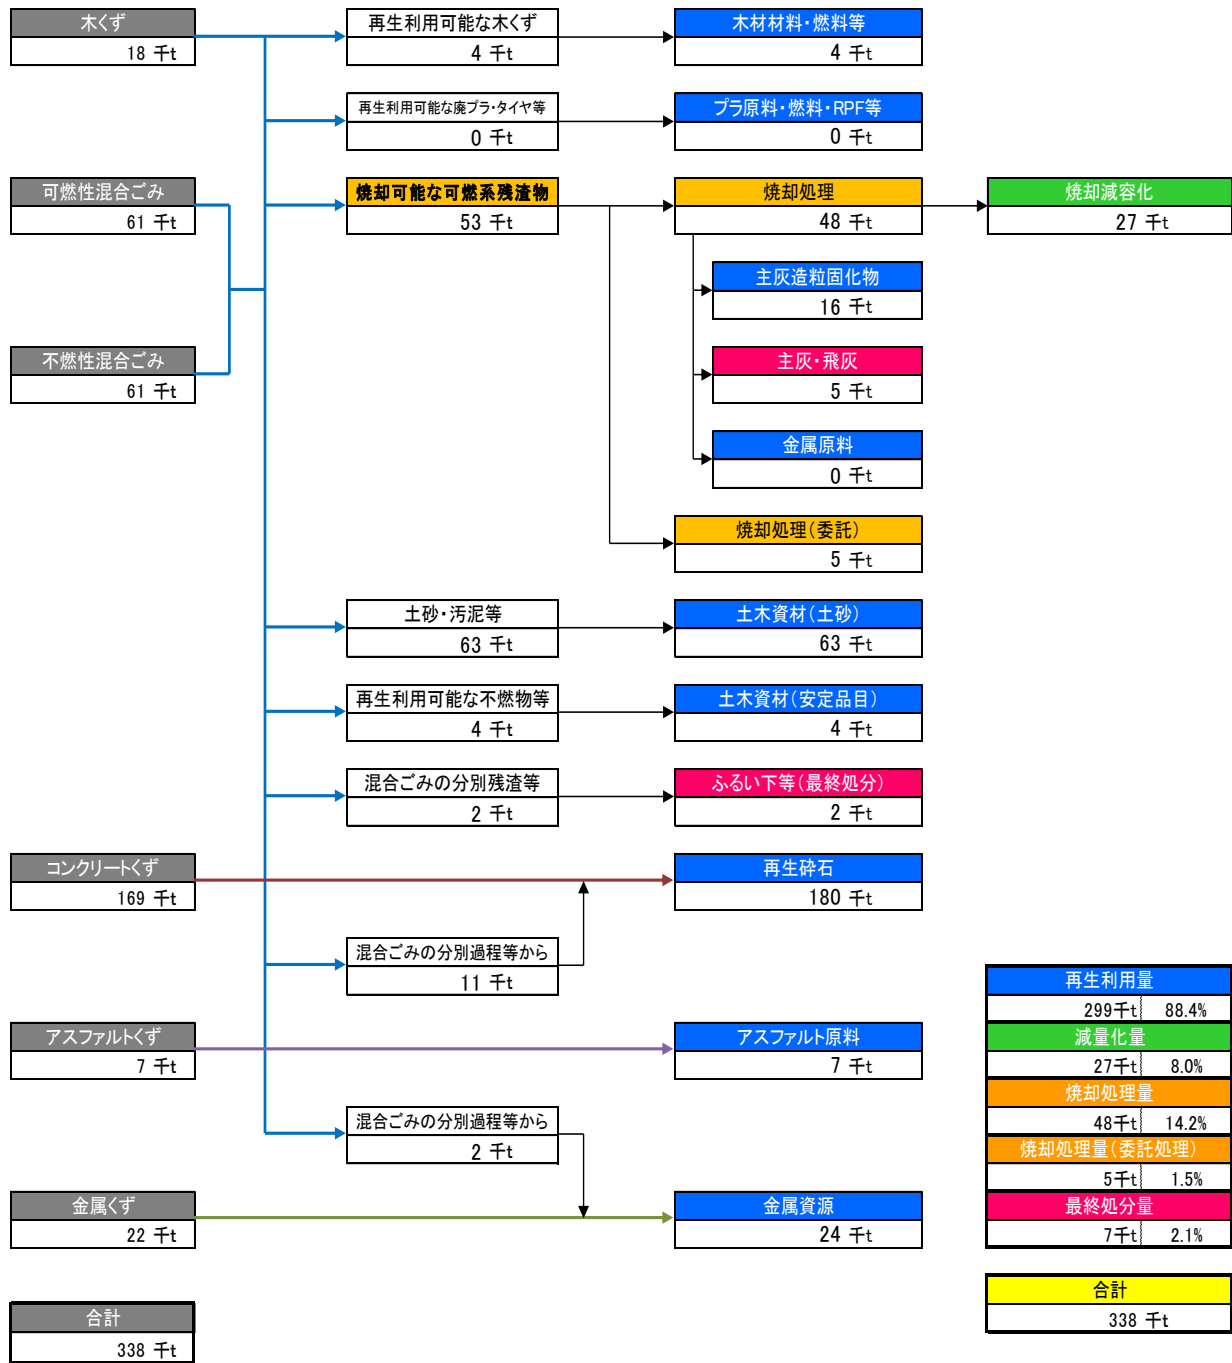 木くず
18 千t
再生利用可能な木くず
4 千t
木材材料・燃料等
4 千t
再生利用可能な廃プラ・タイヤ等
0 千t
プラ原料・燃料・RPF等
0 千t
可燃性混合ごみ
61 千t
焼却可能な可燃系残渣物
53 千t
焼却処理
48 千t
焼却減容化
27 千t
主灰造粒固化物
16 千t
不燃性混合ごみ
61 千t
主灰・飛灰
5 千t
金属原料
0 千t
焼却処理(委託)
5 千t
土砂・汚泥等
63 千t
土木資材(土砂)
63 千t
再生利用可能な不燃物等
4 千t
土木資材(安定品目)
4 千t
混合ごみの分別残渣等
2 千t
ふるい下等(最終処分)
2 千t
コンクリートくず
169 千t
再生砕石
180 千t
混合ごみの分別過程等から
11 千t
アスファルトくず
7 千t
アスファルト原料
7 千t
混合ごみの分別過程等から
2 千t
金属くず
22 千t
金属資源
24 千t
合計
338 千t
再生利用量
299千t 88.4%
減量化量
27千t 8.0%
焼却処理量
48千t 14.2%
焼却処理量(委託処理)
5千t 1.5%
最終処分量
7千t 2.1%
合計
338 千t